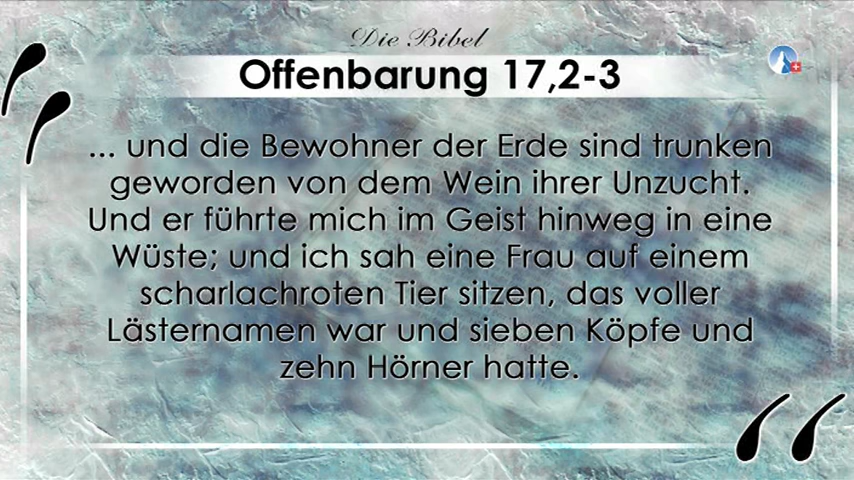 Die Bibel
Offenbarung 17,2-3
... und die Bewohner der Erde sind trunken
geworden von dem Wein ihrer Unzucht.
Und er führte mich im Geist hinweg in eine
Wüste; und ich sah eine Frau auf einem
scharlachroten Tier sitzen, das voller
Lästernamen war und sieben Köpfe und
zehn Hörner hatte.